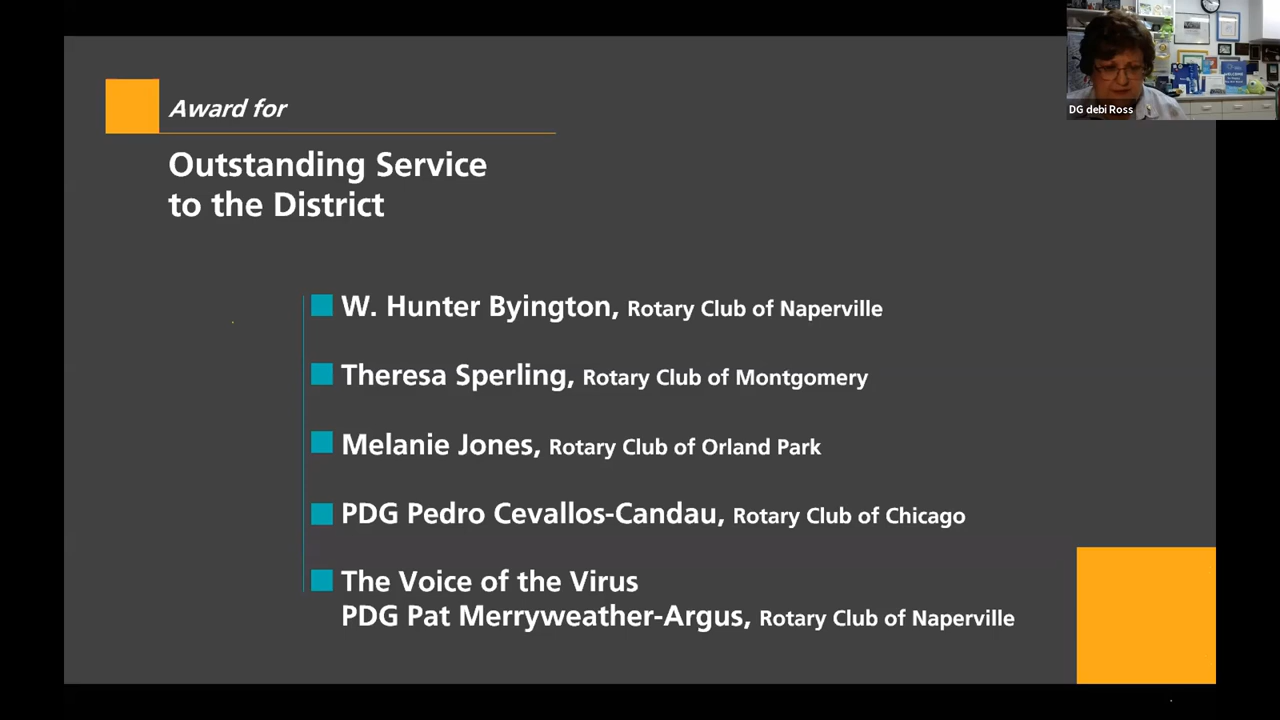 Award for
Outstanding Service
to the District
W. Hunter Byington, Rotary Club of Naperville
Theresa Sperling, Rotary Club of Montgomery
Melanie Jones, Rotary Club of Orland Park
PDG Pedro Cevallos-Candau, Rotary Club of Chicago
The Voice of the Virus
PDG Pat Merryweather-Argus, Rotary Club of Naperville
DG debi Ross